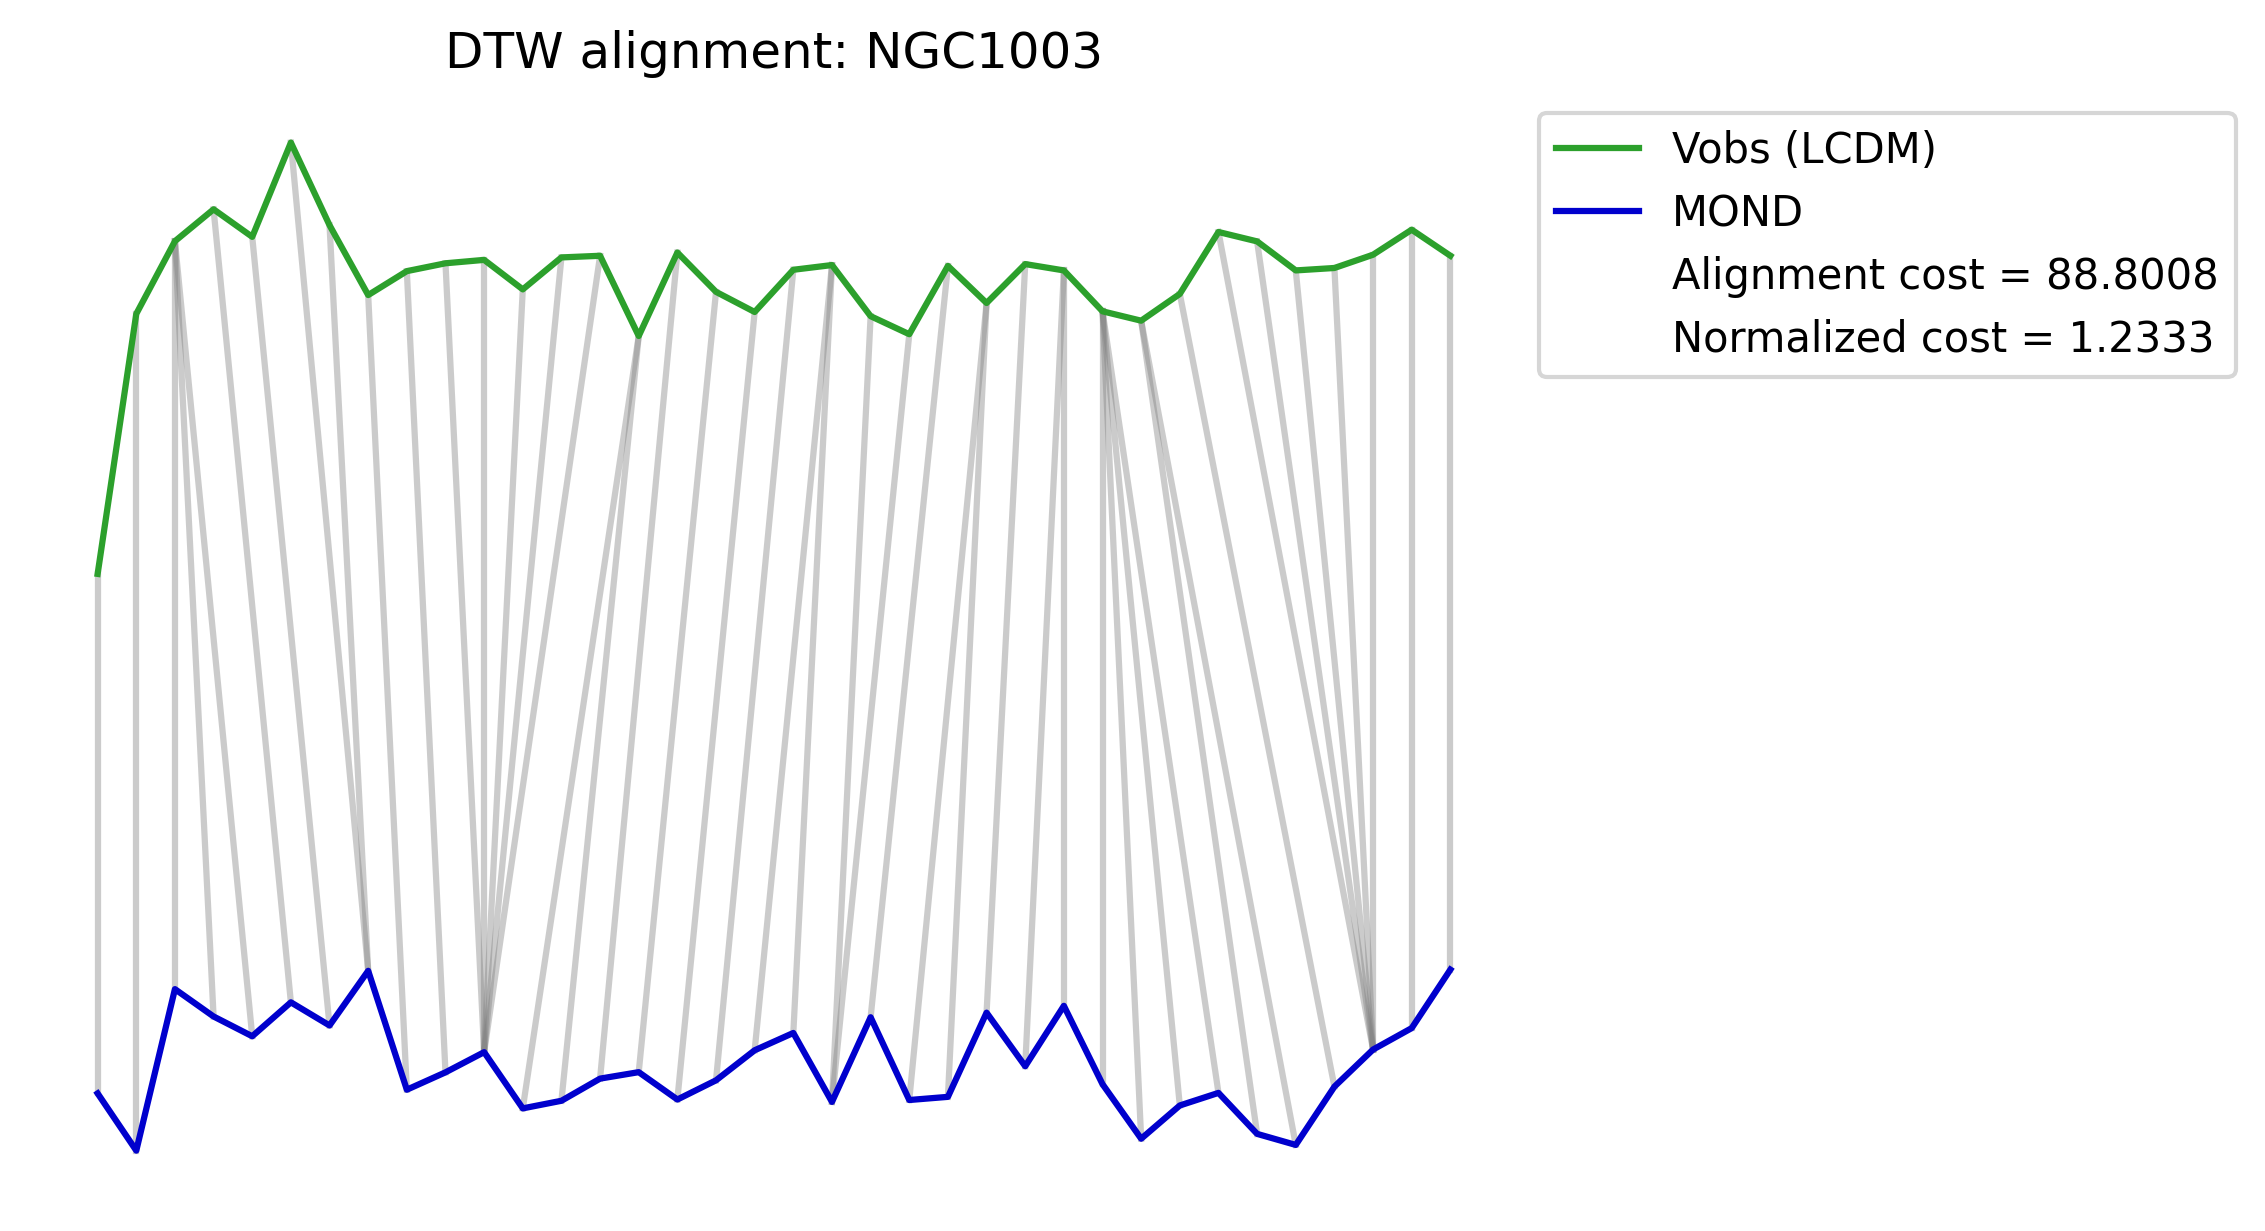 DTW alignment: NGC1003
Vobs (LCDM)
MOND
Alignment cost = 88.8008
Normalized cost = 1.2333